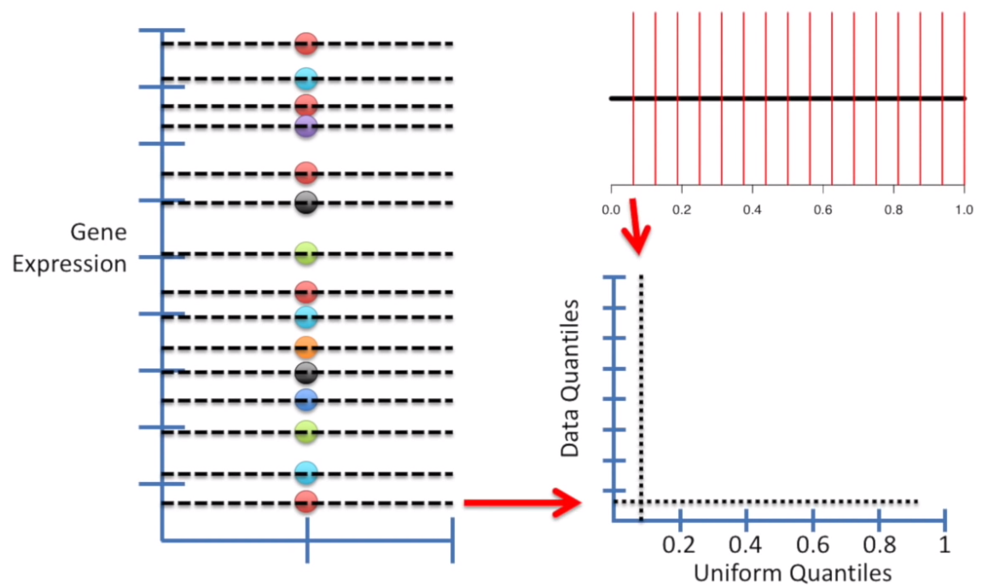 Gene
Expression
0.0 0.2 0.4 0.6 0.8 1.0
Data Quantiles
0.2 0.4 0.6 0.8 1
Uniform Quantiles